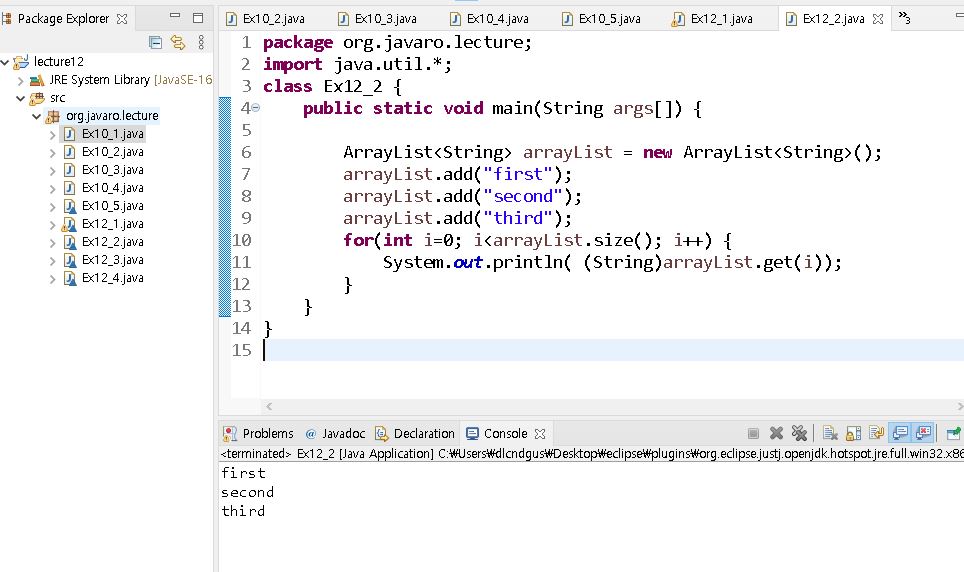 Package Explorer
lecture12
JRE System Library [JavaSE-16
src
org.javaro.lecture
Ex10_1.java
Ex10_2.java
Ex10_3.java
Ex10_4.java
Ex10_5.java
Ex12_1.java
Ex12_2.java
Ex12_3.java
Ex12_4.java
Ex10_2.java Ex10_3.java Ex10_4.java Ex10_5.java Ex12_1.java Ex12_2.java »3
1 package org.javaro.lecture;
2 import java.util.*;
3 class Ex12_2 {
4 public static void main(String args[]) {
5
6 ArrayList<String> arrayList = new ArrayList<String>();
7 arrayList.add("first");
8 arrayList.add("second");
9 arrayList.add("third");
10 for(int i=0; i<arrayList.size(); i++) {
11 System.out.println( (String)arrayList.get(i));
12 }
13 }
14 }
15
Problems @ Javadoc Declaration Console
<terminated> Ex12_2 [Java Application] C:₩Users₩dlcndgus₩Desktop₩eclipse₩plugins₩org.eclipse.justj.openjdk.hotspot.jre.full.win32.x86
first
second
third